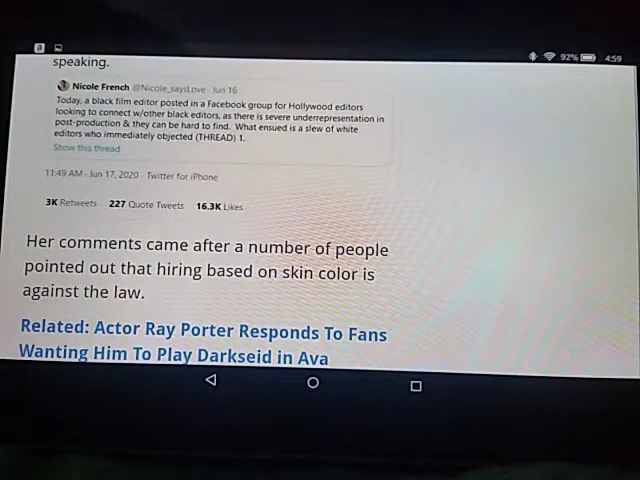 a
92% 4:59
speaking.
Nicole French @Nicole_saysLove · Jun 16
Today, a black film editor posted in a Facebook group for Hollywood editors
looking to connect w/other black editors, as there is severe underrepresentation in
post-production & they can be hard to find. What ensued is a slew of white
editors who immediately objected (THREAD) 1.
Show this thread
11:49 AM · Jun 17, 2020 · Twitter for iPhone
3K Retweets 227 Quote Tweets 16.3K Likes
Her comments came after a number of people
pointed out that hiring based on skin color is
against the law.
Related: Actor Ray Porter Responds To Fans
Wanting Him To Play Darkseid in Ava